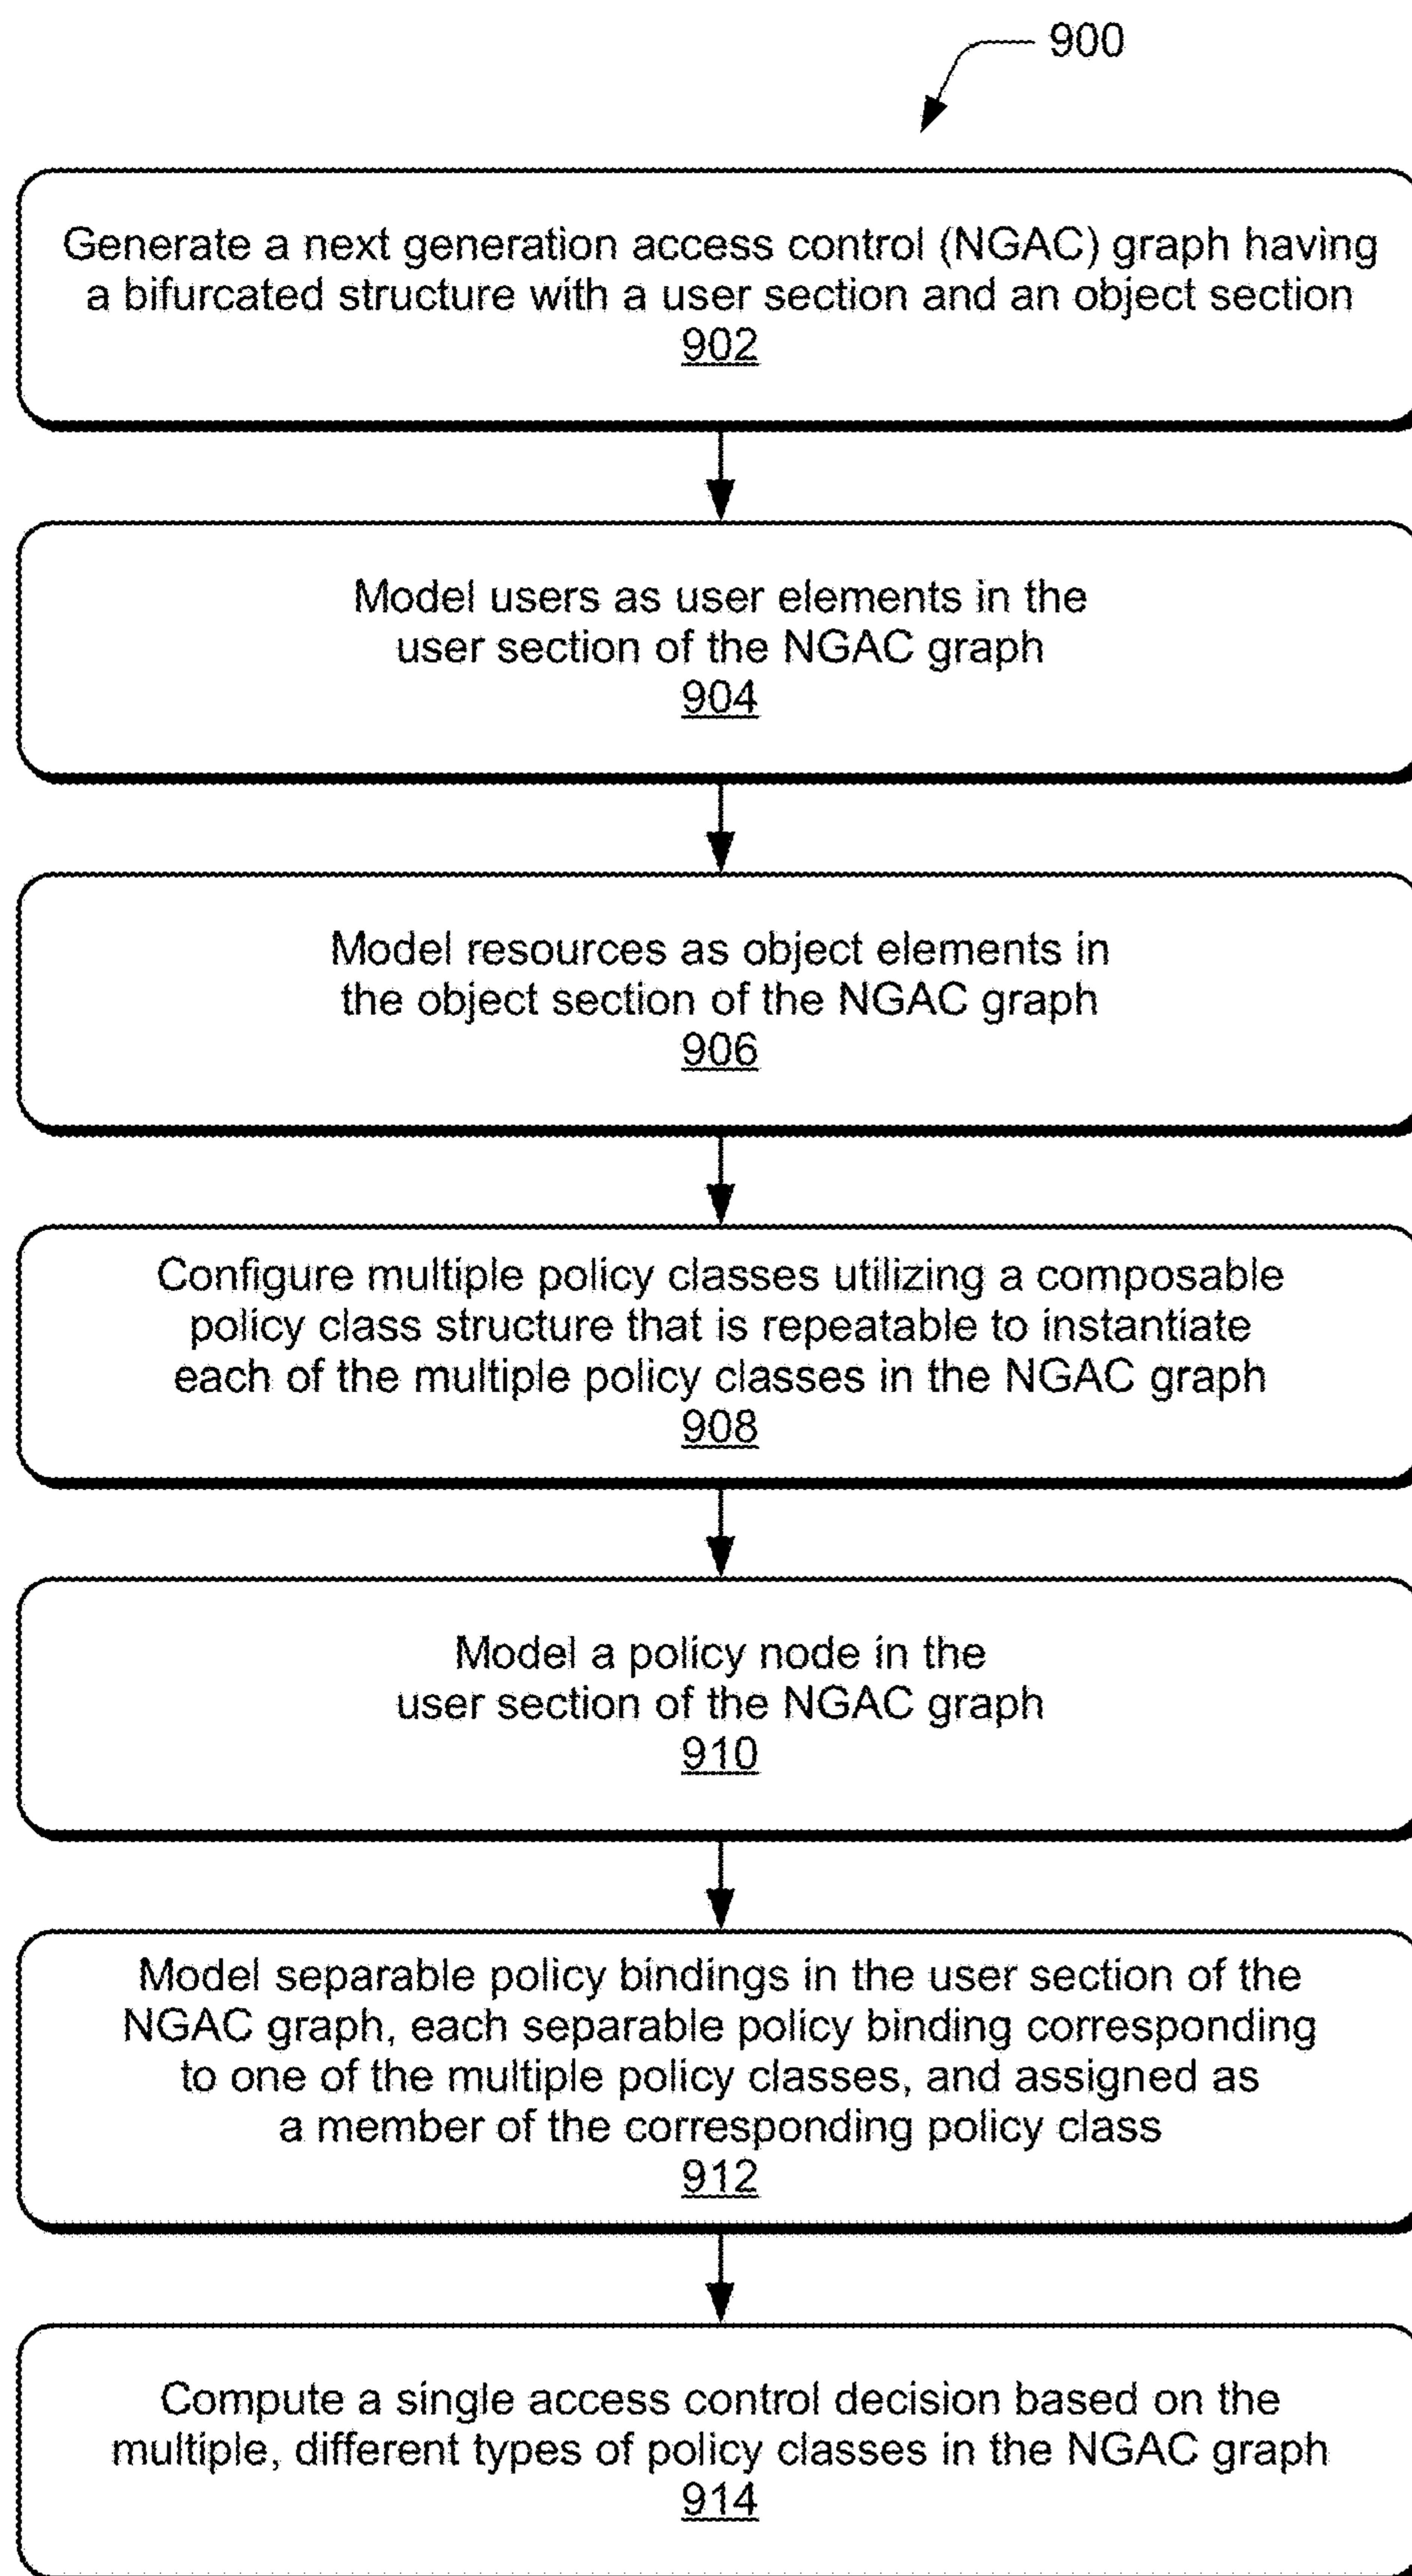 900
Generate a next generation access control (NGAC) graph having
a bifurcated structure with a user section and an object section
902
Model users as user elements in the
user section of the NGAC graph
904
Model resources as object elements in
the object section of the NGAC graph
906
Configure multiple policy classes utilizing a composable
policy class structure that is repeatable to instantiate
each of the multiple policy classes in the NGAC graph
908
Model a policy node in the
user section of the NGAC graph
910
Model separable policy bindings in the user section of the
NGAC graph, each separable policy binding corresponding
to one of the multiple policy classes, and assigned as
a member of the corresponding policy class
912
Compute a single access control decision based on the
multiple, different types of policy classes in the NGAC graph
914